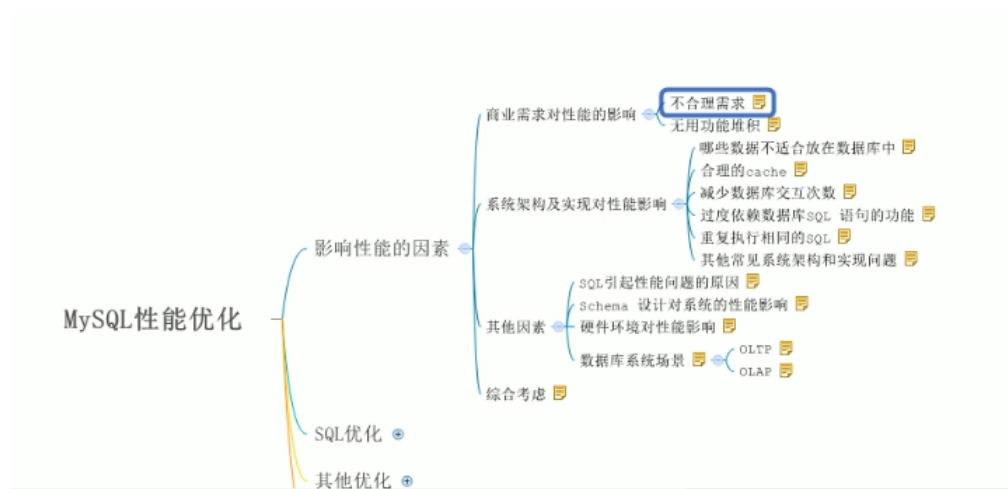 不合理需求
商业需求对性能的影响
无用功能堆积
哪些数据不适合放在数据库中
合理的cache
减少数据库交互次数
系统架构及实现对性能影响
过度依赖数据库SQL 语句的功能
重复执行相同的SQL
影响性能的因素
其他常见系统架构和实现问题
SQL引起性能问题的原因
Schema 设计对系统的性能影响
MySQL性能优化
其他因素
硬件环境对性能影响
OLTP
数据库系统场景
OLAP
综合考虑
SQL优化
其他优化